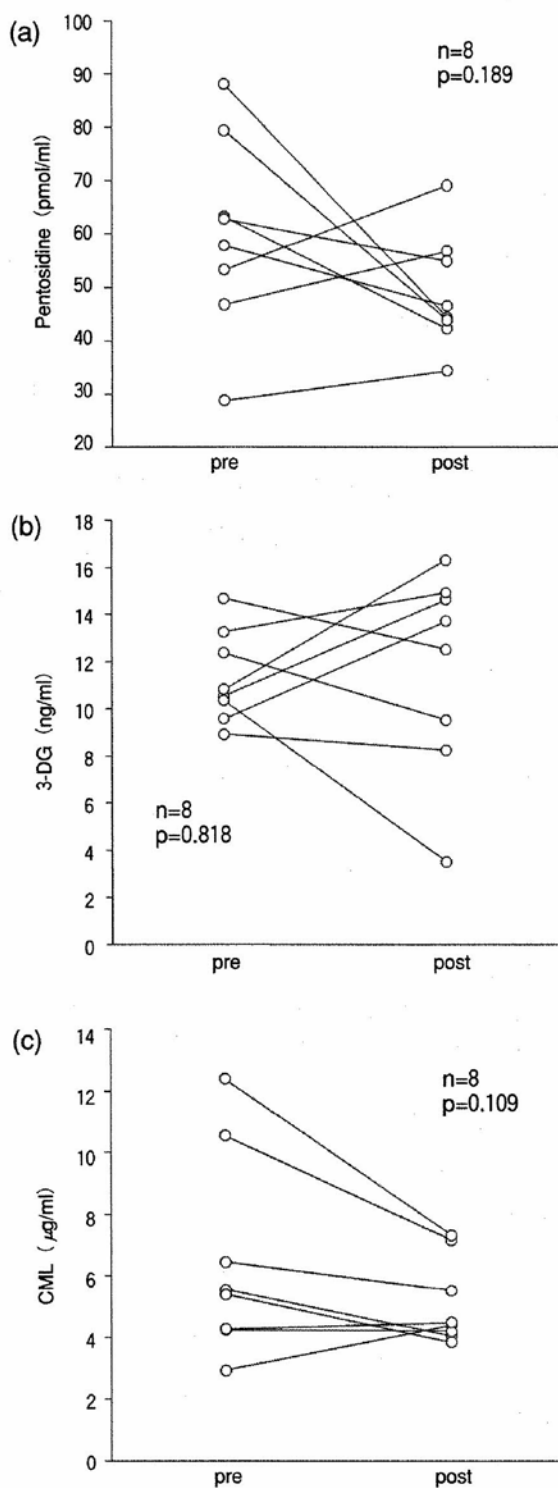 (a)
n=8
p=0.189
100
90
80
70
60
50
40
30
20
Pentosidine (pmol/ml)
pre post
(b)
18
16
14
12
10
8
6
4
2
0
3-DG (ng/ml)
n=8
p=0.818
pre post
(c)
14
12
10
8
6
4
2
0
CML (μg/ml)
n=8
p=0.109
pre post